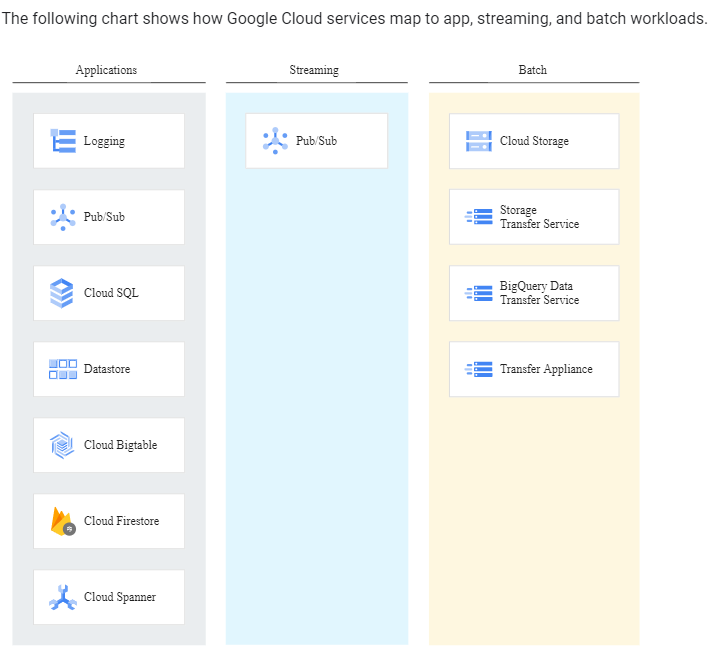 The following chart shows how Google Cloud services map to app, streaming, and batch workloads.
Applications
Logging
Pub/Sub
Cloud SQL
Datastore
Cloud Bigtable
Cloud Firestore
Cloud Spanner
Streaming
Pub/Sub
Batch
Cloud Storage
Storage
Transfer Service
BigQuery Data
Transfer Service
Transfer Appliance